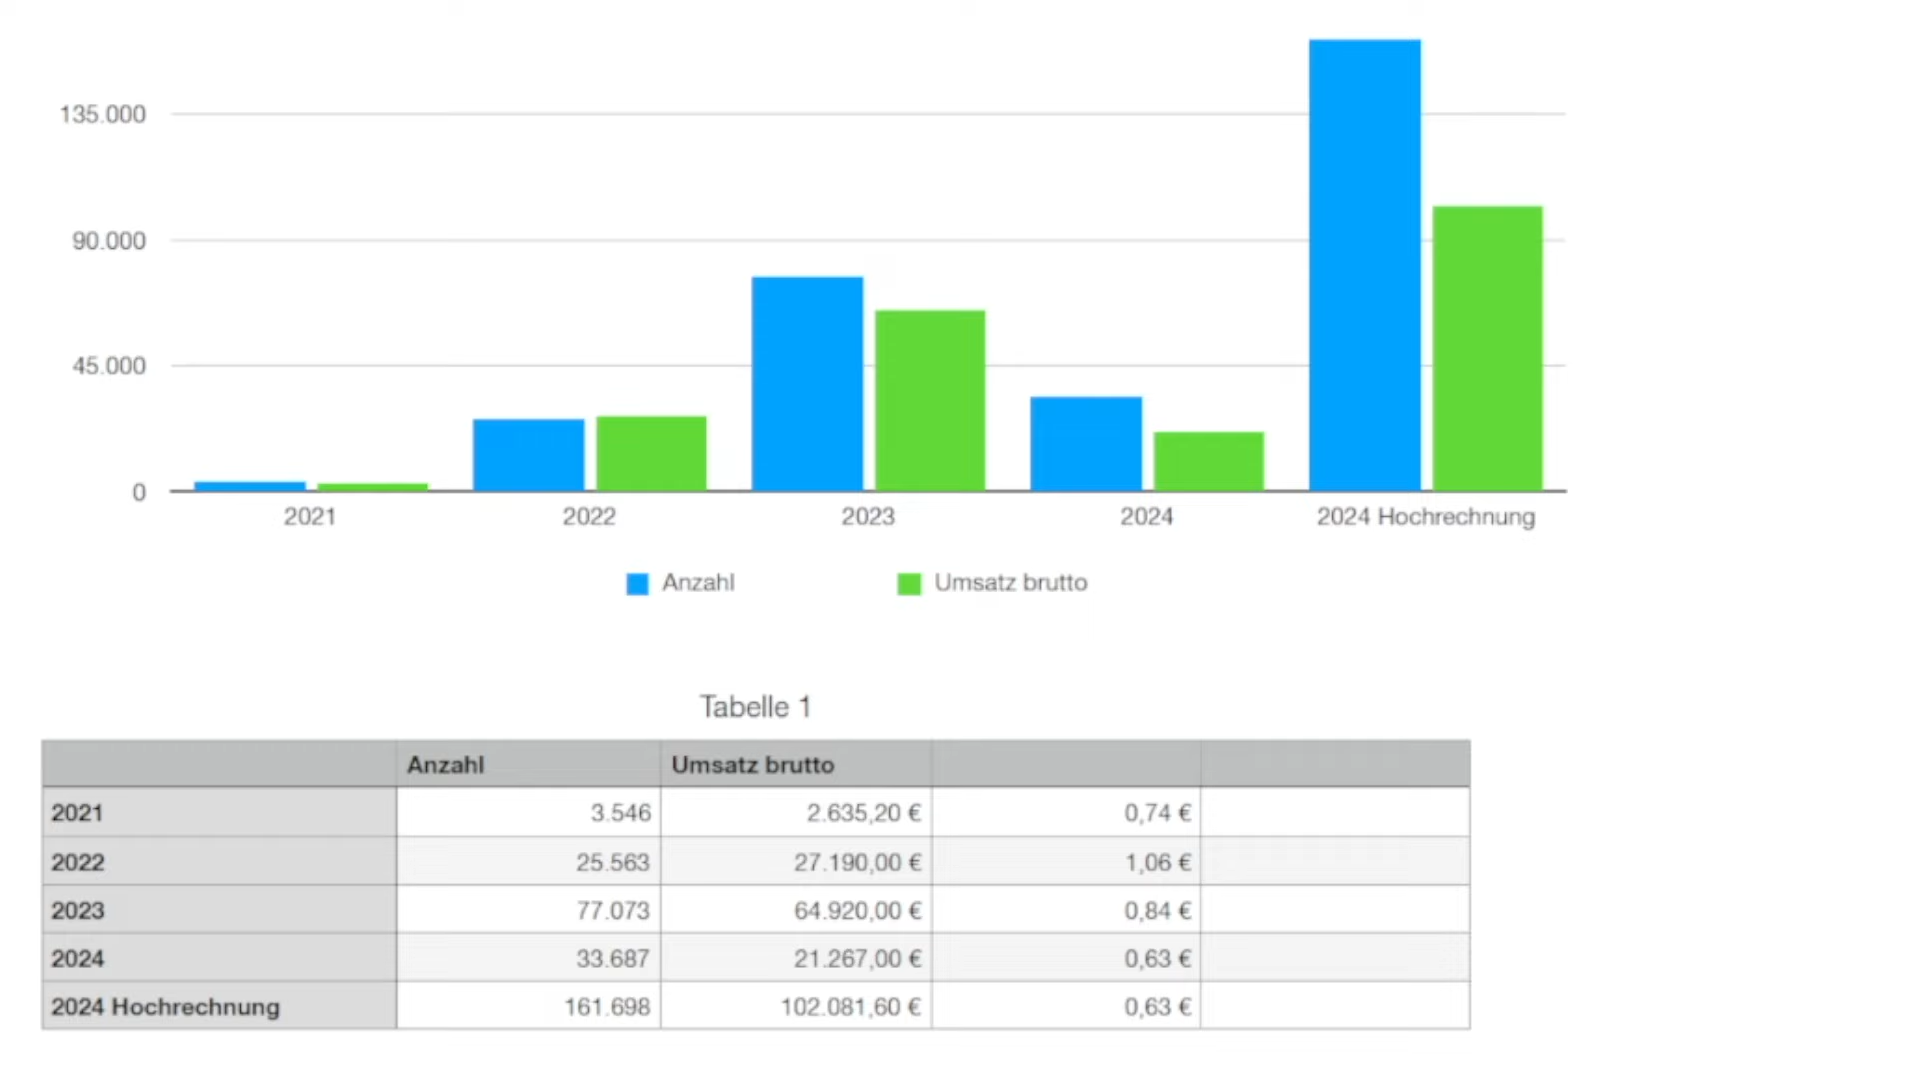 135.000
90.000
45.000
0
2021 2022 2023 2024 2024 Hochrechnung
Anzahl Umsatz brutto
Tabelle 1
Anzahl Umsatz brutto
2021 3.546 2.635,20 € 0,74 €
2022 25.563 27.190,00 € 1,06 €
2023 77.073 64.920,00 € 0,84 €
2024 33.687 21.267,00 € 0,63 €
2024 Hochrechnung 161.698 102.081,60 € 0,63 €